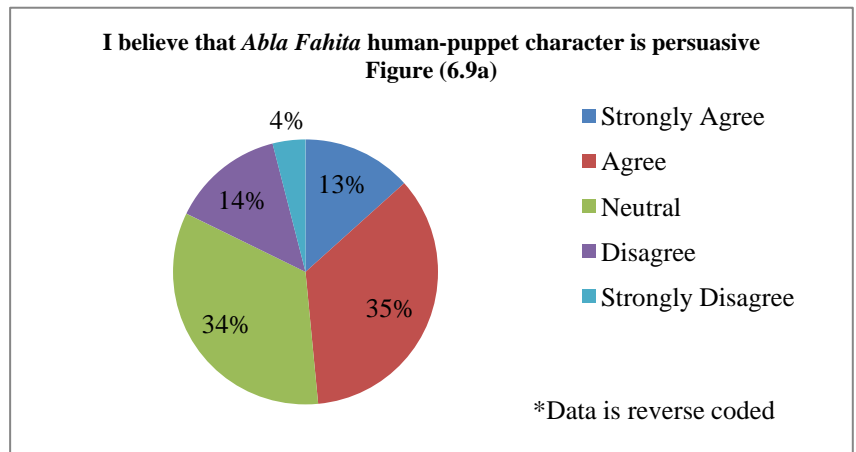 I believe that Abla Fahita human-puppet character is persuasive
Figure (6.9a)
4%
13%
14%
35%
34%
Strongly Agree
Agree
Neutral
Disagree
Strongly Disagree
*Data is reverse coded